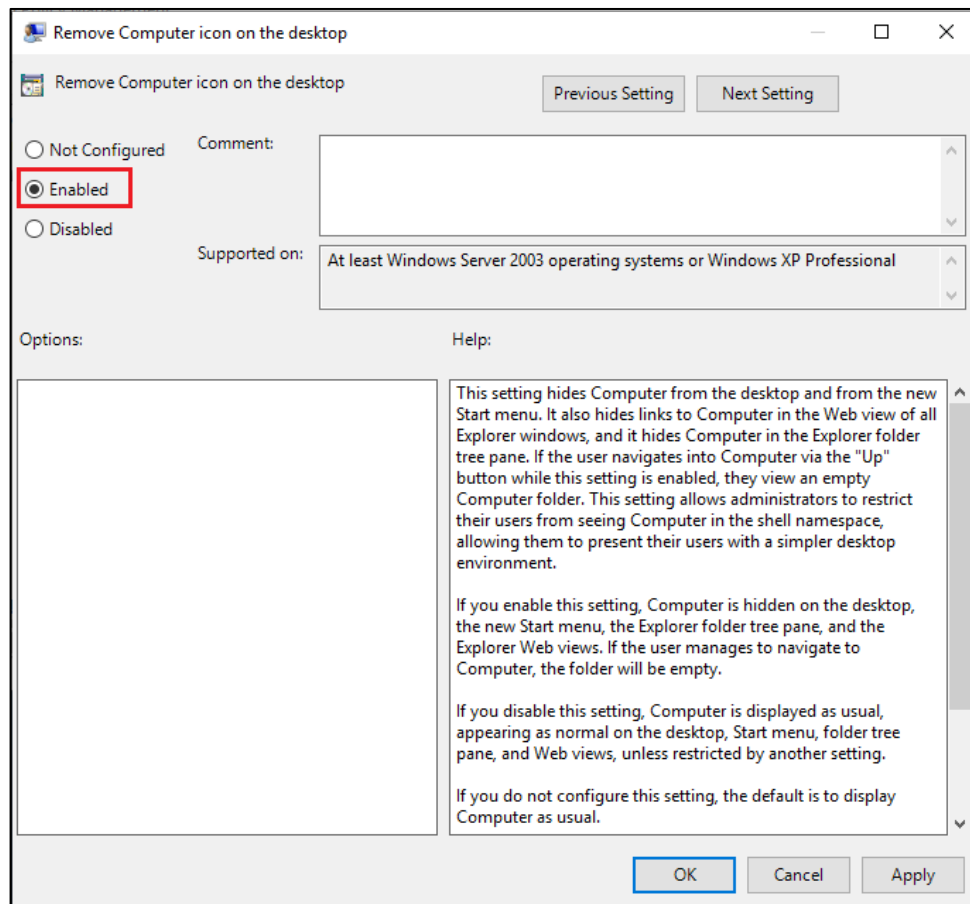 Remove Computer icon on the desktop
Remove Computer icon on the desktop
Previous Setting
Next Setting
Not Configured
Comment:
Enabled
Disabled
Supported on:
At least Windows Server 2003 operating systems or Windows XP Professional
Options:
Help:
This setting hides Computer from the desktop and from the new
Start menu. It also hides links to Computer in the Web view of all
Explorer windows, and it hides Computer in the Explorer folder
tree pane. If the user navigates into Computer via the "Up"
button while this setting is enabled, they view an empty
Computer folder. This setting allows administrators to restrict
their users from seeing Computer in the shell namespace,
allowing them to present their users with a simpler desktop
environment.
If you enable this setting, Computer is hidden on the desktop,
the new Start menu, the Explorer folder tree pane, and the
Explorer Web views. If the user manages to navigate to
Computer, the folder will be empty.
If you disable this setting, Computer is displayed as usual,
appearing as normal on the desktop, Start menu, folder tree
pane, and Web views, unless restricted by another setting.
If you do not configure this setting, the default is to display
Computer as usual.
OK
Cancel
Apply